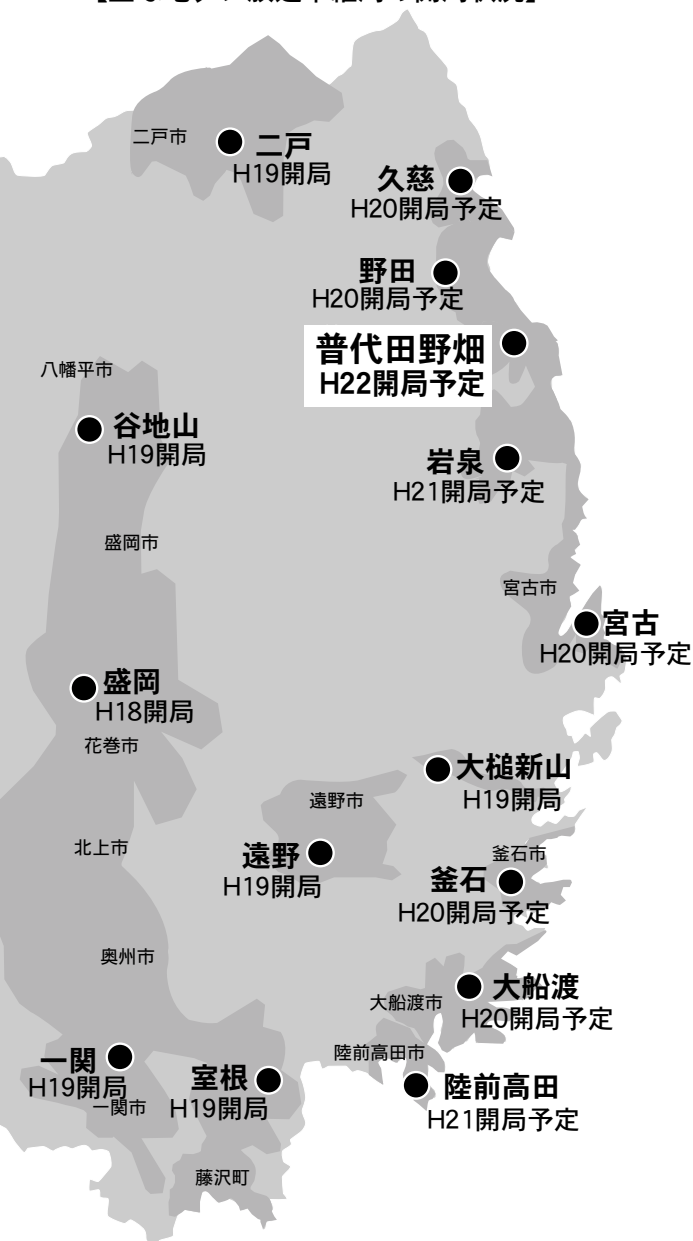 二戸市
二戸
H19開局
久慈
H20開局予定
野田
H20開局予定
普代田野畑
H22開局予定
八幡平市
谷地山
H19開局
岩泉
H21開局予定
盛岡市
宮古市
宮古
H20開局予定
盛岡
H18開局
花巻市
大槌新山
H19開局
遠野市
北上市
遠野
H19開局
釜石市
釜石
H20開局予定
奥州市
大船渡
大船渡市
H20開局予定
一関
H19開局
一関市
室根
H19開局
陸前高田市
陸前高田
H21開局予定
藤沢町